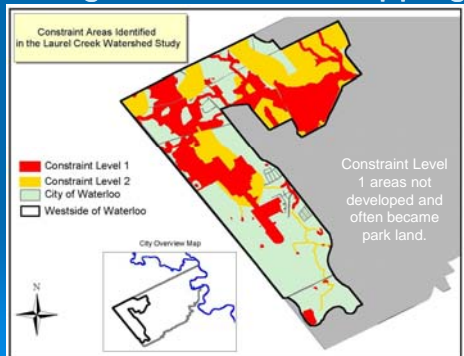 Constraint Areas Identified
in the Laurel Creek Watershed Study
Constraint Level 1
Constraint Level 2
City of Waterloo
Westside of Waterloo
Constraint Level
1 areas not
developed and
often became
park land.
City Overview Map
N